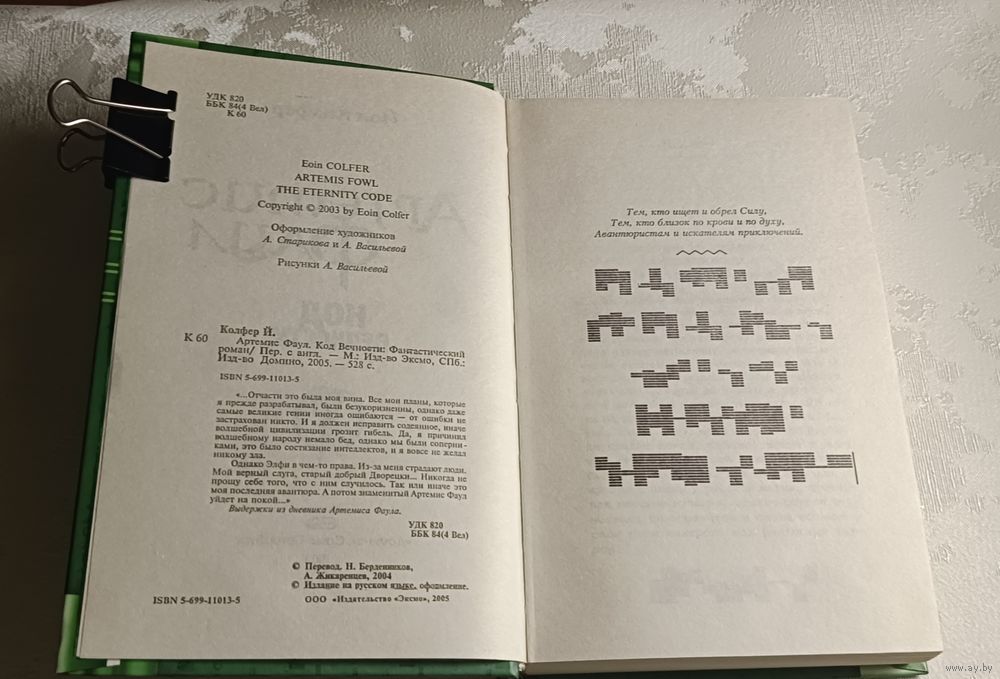 УДК 820
ББК 84(4 Вел)
К 60
Eoin COLFER
ARTEMIS FOWL
THE ETERNITY CODE
Copyright © 2003 by Eoin Colfer
Оформление художников
А. Старикова и А. Васильевой
Рисунки А. Васильевой
Колфер Й.
К 60 Артемис Фаул. Код Вечности: Фантастический
роман/ Пер. с англ. — М.: Изд-во Эксмо, СПб.:
Изд-во Домино, 2005. — 528 с.
ISBN 5-699-11013-5
«...Отчасти это была моя вина. Все мои планы, которые
я прежде разрабатывал, были безукоризненны, однако даже
самые великие гении иногда ошибаются — от ошибки не
застрахован никто. И я должен исправить содеянное, иначе
волшебной цивилизации грозит гибель. Да, я причинил
волшебному народу немало бед, однако мы были соперни-
ками, это было состязание интеллектов, и я вовсе не желал
никому зла.
Однако Элфи в чем-то права. Из-за меня страдают люди.
Мой верный слуга, старый добрый Дворецки... Никогда не
прощу себе того, что с ним случилось. Так или иначе это
моя последняя авантюра. А потом знаменитый Артемис Фаул
уйдет на покой...»
Выдержки из дневника Артемиса Фаула.
УДК 820
ББК 84(4 Вел)
© Перевод. Н. Берденников,
А. Жикаренцев, 2004
© Издание на русском языке, оформление.
ISBN 5-699-11013-5 ООО «Издательство «Эксмо», 2005
Тем, кто ищет и обрел Силу,
Тем, кто близок по крови и по духу,
Авантюристам и искателям приключений.
www.ay.by